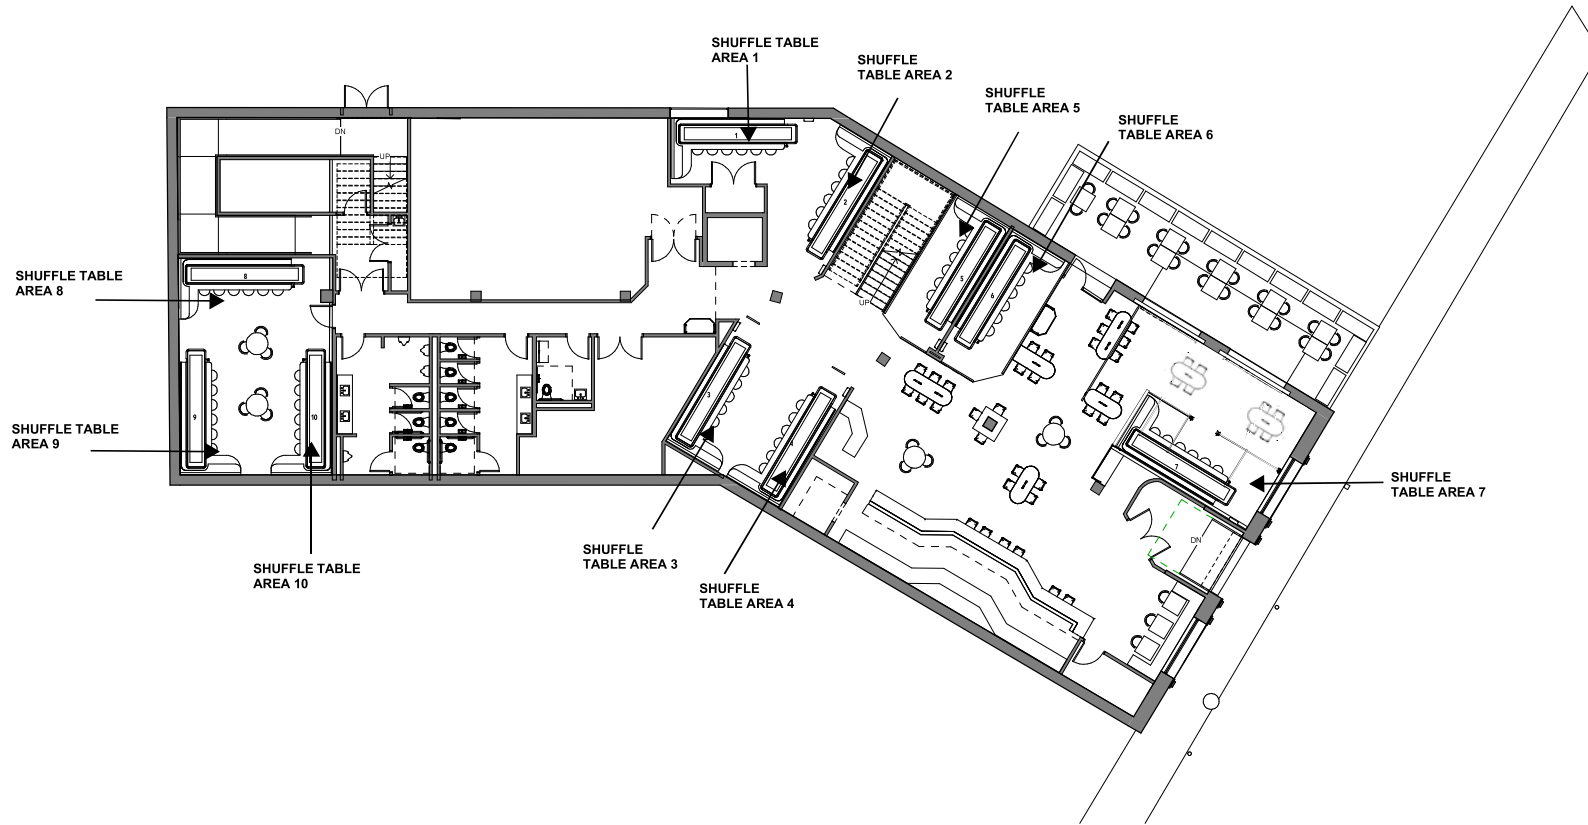 SHUFFLE TABLE
AREA 1
SHUFFLE
TABLE AREA 2
SHUFFLE
TABLE AREA 5
SHUFFLE
TABLE AREA 6
DN
UP
1
2
5
6
UP
SHUFFLE TABLE
AREA 8
8
3
4
7
9
10
SHUFFLE TABLE
AREA 9
SHUFFLE
TABLE AREA 7
DN
SHUFFLE
TABLE AREA 3
SHUFFLE TABLE
AREA 10
SHUFFLE
TABLE AREA 4